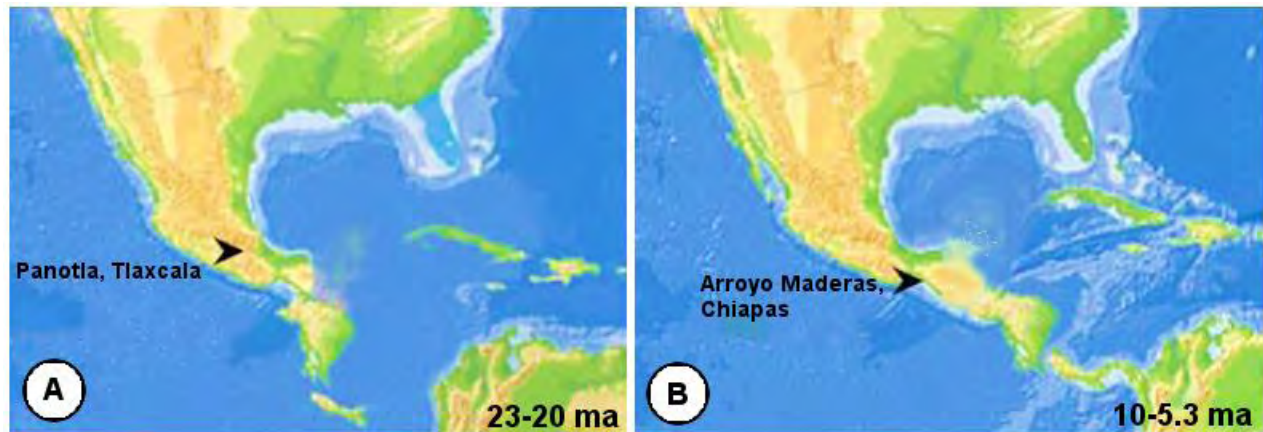 Panotla, Tlaxcala
A
23-20 ma
Arroyo Maderas,
Chiapas
B
10-5.3 ma